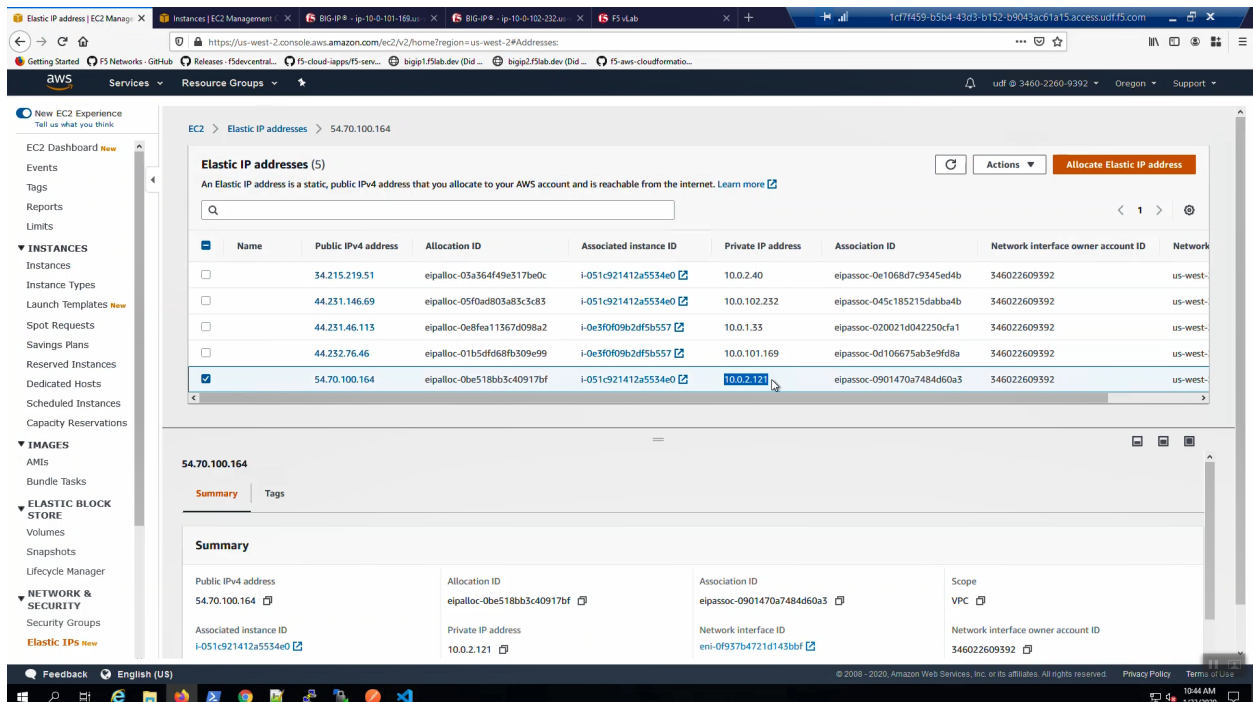 Elastic IP address | EC2 Manage
Instances | EC2 Management C
BIG-IP® - ip-10-0-101-169.us-
BIG-IP® - ip-10-0-102-232.us-
F5 vLab
1cf7f459-b5b4-43d3-b152-b9043ac61a15.access.udf.f5.com
https://us-west-2.console.aws.amazon.com/ec2/v2/home?region=us-west-2#Addresses:
Getting Started F5 Networks - GitHub Releases - f5devcentral... f5-cloud-iapps/f5-serv... bigip1.f5lab.dev (Did ... bigip2.f5lab.dev (Did ... f5-aws-cloudformatio...
aws Services Resource Groups udf @ 3460-2260-9392 Oregon Support
New EC2 Experience
Tell us what you think
EC2 Dashboard New
Events
Tags
Reports
Limits
INSTANCES
Instances
Instance Types
Launch Templates New
Spot Requests
Savings Plans
Reserved Instances
Dedicated Hosts
Scheduled Instances
Capacity Reservations
IMAGES
AMIs
Bundle Tasks
ELASTIC BLOCK
STORE
Volumes
Snapshots
Lifecycle Manager
NETWORK &
SECURITY
Security Groups
Elastic IPs New
EC2 > Elastic IP addresses > 54.70.100.164
Elastic IP addresses (5)
Actions
Allocate Elastic IP address
An Elastic IP address is a static, public IPv4 address that you allocate to your AWS account and is reachable from the internet. Learn more
< 1 >
Name Public IPv4 address Allocation ID Associated instance ID Private IP address Association ID Network interface owner account ID Network
34.215.219.51 eipalloc-03a364f49e317be0c i-051c921412a5534e0 10.0.2.40 eipassoc-0e1068d7c9345ed4b 346022609392 us-west-
44.231.146.69 eipalloc-05f0ad803a83c3c83 i-051c921412a5534e0 10.0.102.232 eipassoc-045c185215dabba4b 346022609392 us-west-
44.231.46.113 eipalloc-0e8fea11367d098a2 i-0e3f0f09b2df5b557 10.0.1.33 eipassoc-020021d042250cfa1 346022609392 us-west-
44.232.76.46 eipalloc-01b5dfd68fb309e99 i-0e3f0f09b2df5b557 10.0.101.169 eipassoc-0d106675ab3e9fd8a 346022609392 us-west-
54.70.100.164 eipalloc-0be518bb3c40917bf i-051c921412a5534e0 10.0.2.121 eipassoc-0901470a7484d60a3 346022609392 us-west-
54.70.100.164
Summary Tags
Summary
Public IPv4 address Allocation ID Association ID Scope
54.70.100.164 eipalloc-0be518bb3c40917bf eipassoc-0901470a7484d60a3 VPC
Associated instance ID Private IP address Network interface ID Network interface owner account ID
i-051c921412a5534e0 10.0.2.121 eni-0f937b4721d143bbf 346022609392
Feedback English (US) © 2008 - 2020, Amazon Web Services, Inc. or its affiliates. All rights reserved. Privacy Policy Terms of Use
10:44 AM